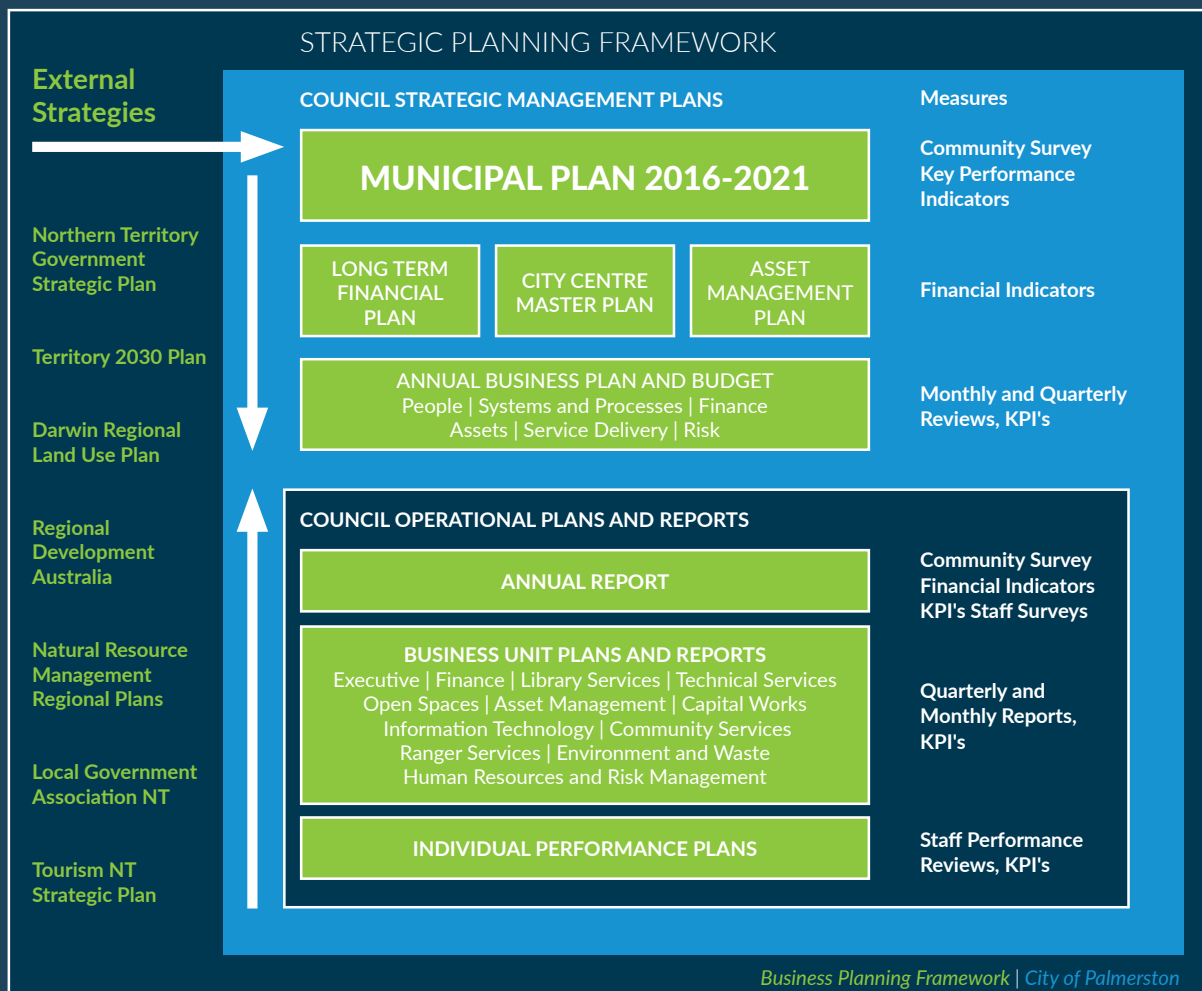 STRATEGIC PLANNING FRAMEWORK
External
Strategies
Northern Territory
Government
Strategic Plan
Territory 2030 Plan
Darwin Regional
Land Use Plan
Regional
Development
Australia
Natural Resource
Management
Regional Plans
Local Government
Association NT
Tourism NT
Strategic Plan
COUNCIL STRATEGIC MANAGEMENT PLANS
Measures
MUNICIPAL PLAN 2016-2021
Community Survey
Key Performance
Indicators
LONG TERM
FINANCIAL
PLAN
CITY CENTRE
MASTER PLAN
ASSET
MANAGEMENT
PLAN
Financial Indicators
ANNUAL BUSINESS PLAN AND BUDGET
People | Systems and Processes | Finance
Assets | Service Delivery | Risk
Monthly and Quarterly
Reviews, KPI's
COUNCIL OPERATIONAL PLANS AND REPORTS
ANNUAL REPORT
Community Survey
Financial Indicators
KPI's Staff Surveys
BUSINESS UNIT PLANS AND REPORTS
Executive | Finance | Library Services | Technical Services
Open Spaces | Asset Management | Capital Works
Information Technology | Community Services
Ranger Services | Environment and Waste
Human Resources and Risk Management
Quarterly and
Monthly Reports,
KPI's
INDIVIDUAL PERFORMANCE PLANS
Staff Performance
Reviews, KPI's
Business Planning Framework | City of Palmerston